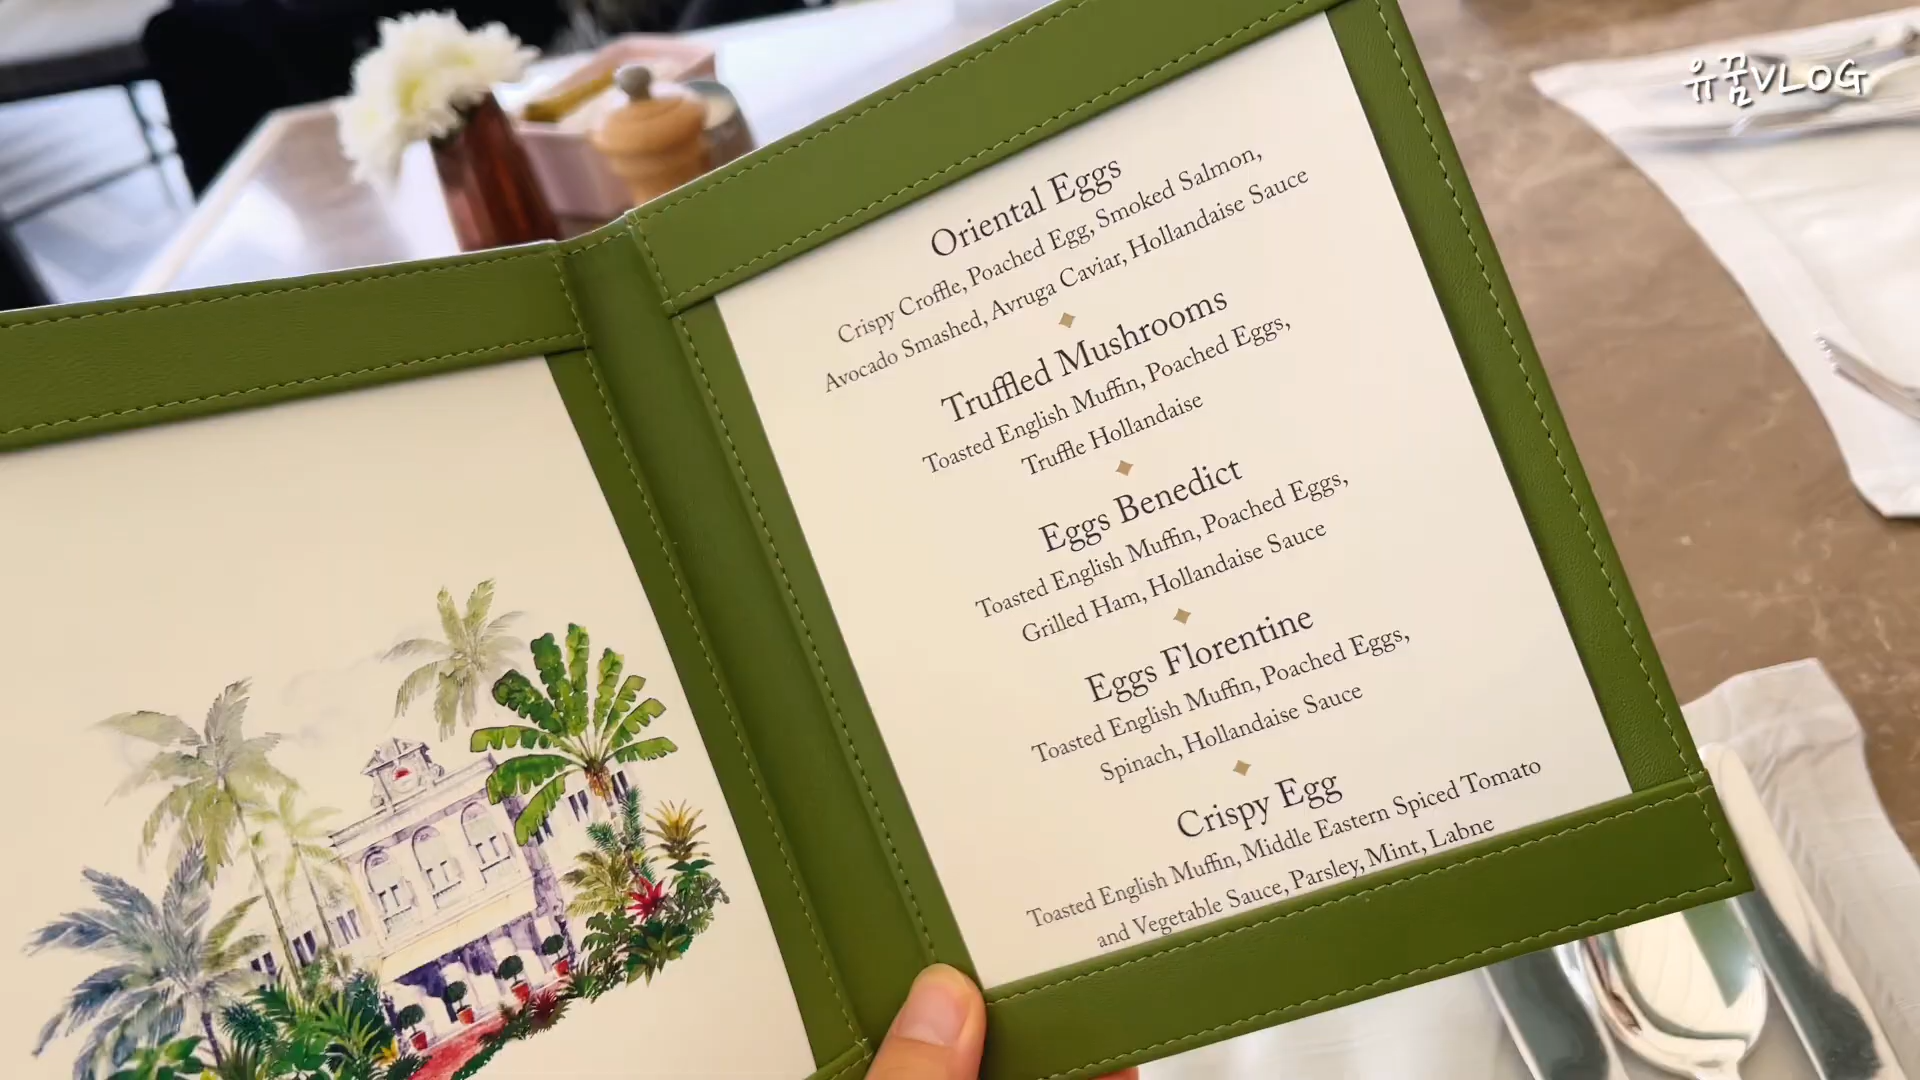 유꿈VLOG
Oriental Eggs
Crispy Croffle, Poached Egg, Smoked Salmon,
Avocado Smashed, Avruga Caviar, Hollandaise Sauce
Truffled Mushrooms
Toasted English Muffin, Poached Eggs,
Truffle Hollandaise
Eggs Benedict
Toasted English Muffin, Poached Eggs,
Grilled Ham, Hollandaise Sauce
Eggs Florentine
Toasted English Muffin, Poached Eggs,
Spinach, Hollandaise Sauce
Crispy Egg
Toasted English Muffin, Middle Eastern Spiced Tomato
and Vegetable Sauce, Parsley, Mint, Labne